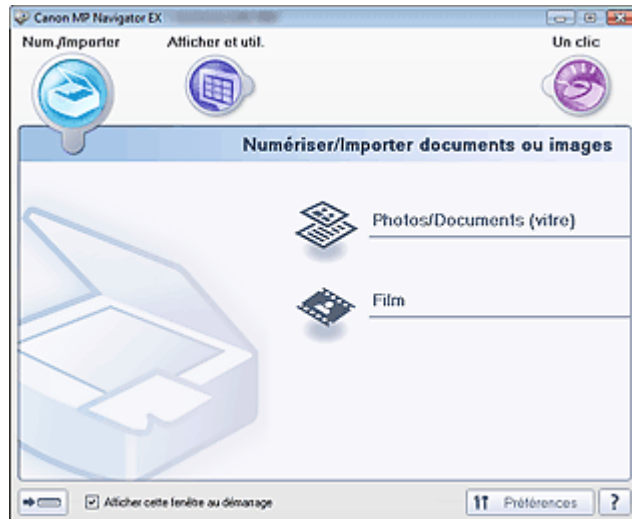 Canon MP Navigator EX
Num./Importer
Afficher et util.
Un clic
Numériser/Importer documents ou images
Photos/Documents (vitre)
Film
Afficher cette fenêtre au démarrage
Préférences
?